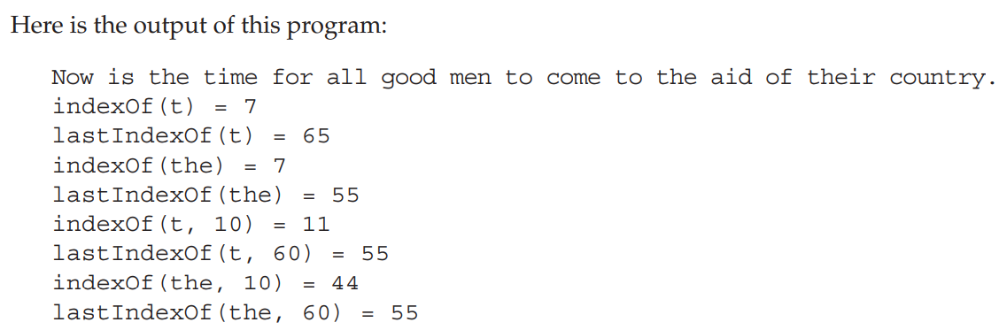 Here is the output of this program:
Now is the time for all good men to come to the aid of their country.
indexOf(t) = 7
lastIndexOf(t) = 65
indexOf(the) = 7
lastIndexOf(the) = 55
indexOf(t, 10) = 11
lastIndexOf(t, 60) = 55
indexOf(the, 10) = 44
lastIndexOf(the, 60) = 55